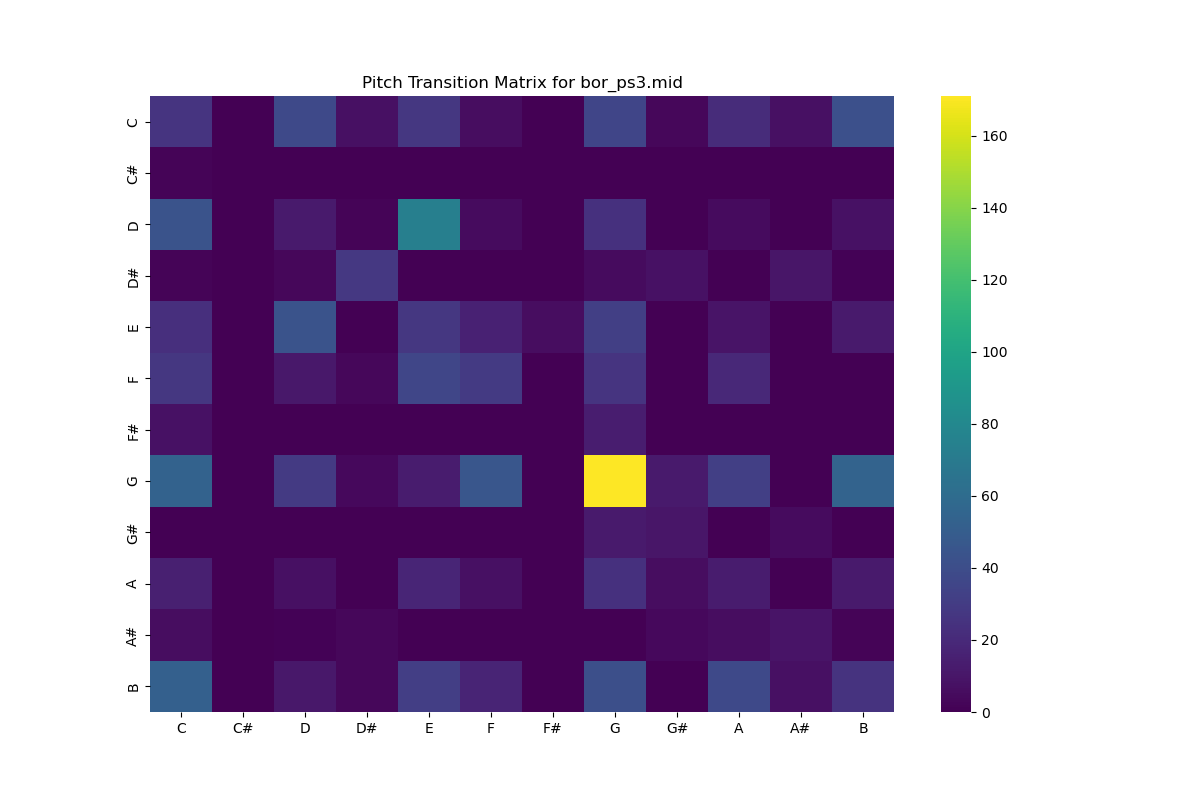 Pitch Transition Matrix for bor_ps3.mid
C
C#
D
D#
E
F
F#
G
G#
A
A#
B
C C# D D# E F F# G G# A A# B
160
140
120
100
80
60
40
20
0